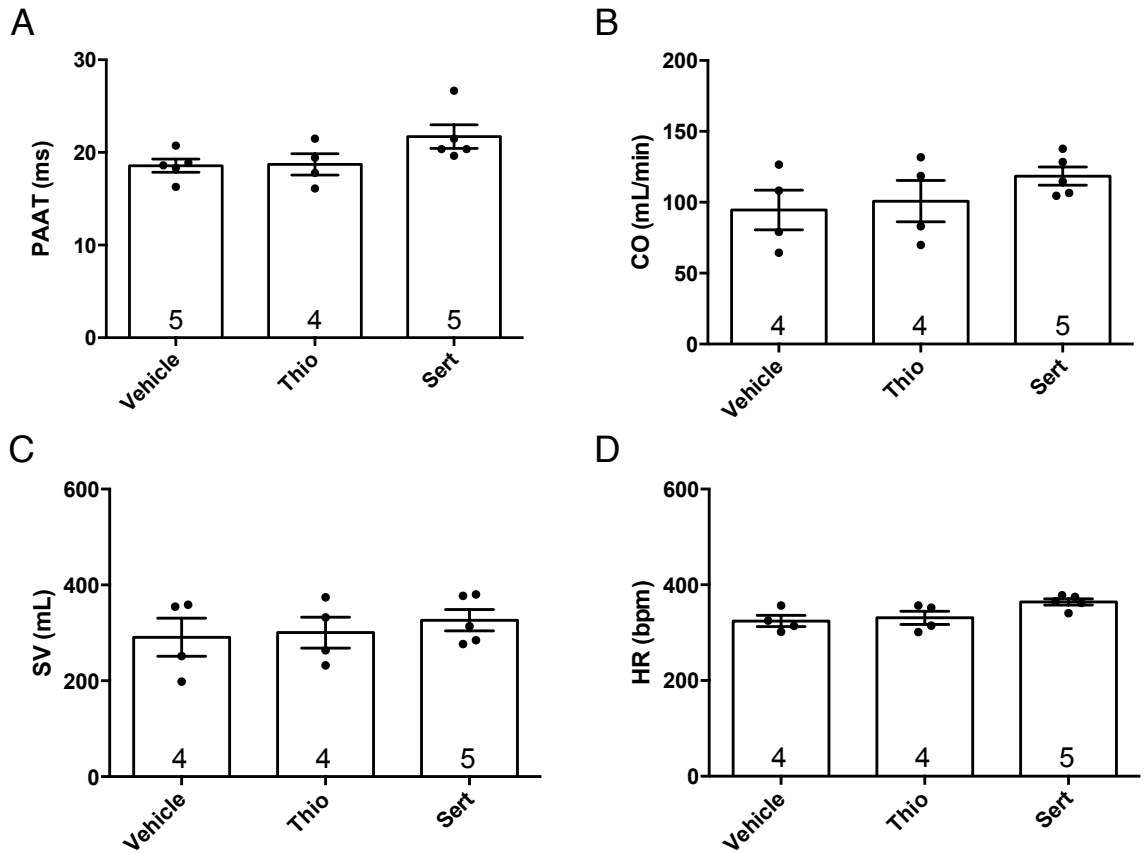 A
PAAT (ms)
30
20
10
0
5
4
5
Vehicle
Thio
Sert
B
CO (mL/min)
200
150
100
50
0
4
4
5
Vehicle
Thio
Sert
C
SV (mL)
600
400
200
0
4
4
5
Vehicle
Thio
Sert
D
HR (bpm)
600
400
200
0
4
4
5
Vehicle
Thio
Sert